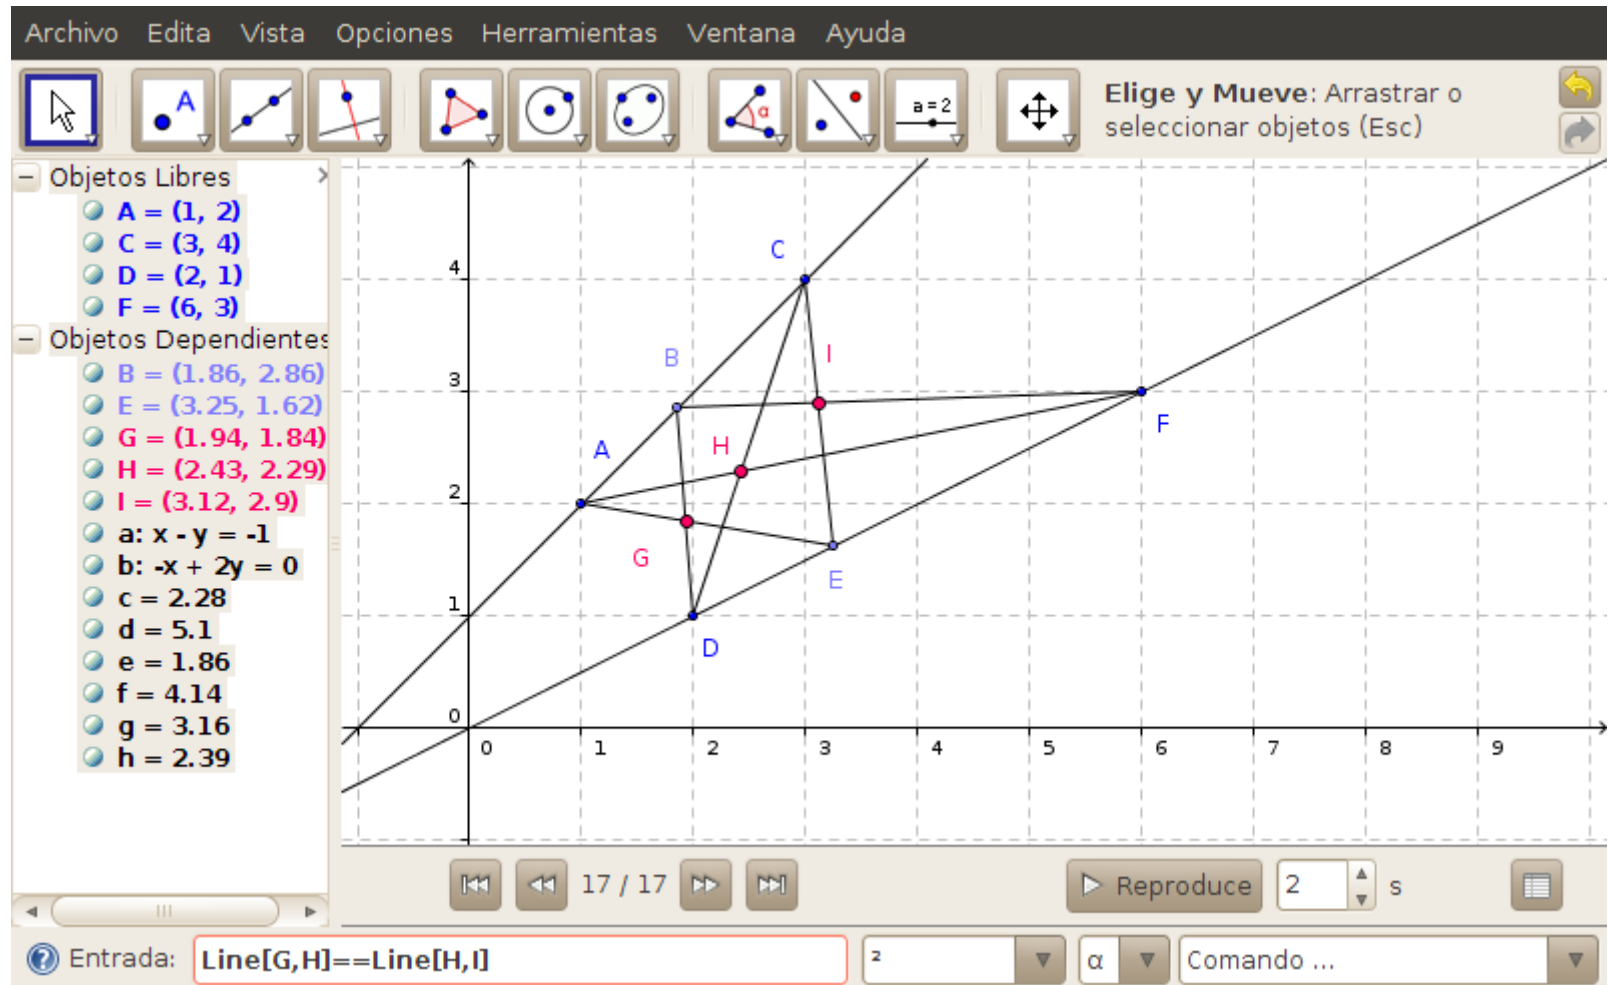 Archivo Edita Vista Opciones Herramientas Ventana Ayuda
A
α
a=2
Elige y Mueve: Arrastrar o
seleccionar objetos (Esc)
Objetos Libres
A = (1, 2)
C = (3, 4)
D = (2, 1)
F = (6, 3)
Objetos Dependientes
B = (1.86, 2.86)
E = (3.25, 1.62)
G = (1.94, 1.84)
H = (2.43, 2.29)
I = (3.12, 2.9)
a: x - y = -1
b: -x + 2y = 0
c = 2.28
d = 5.1
e = 1.86
f = 4.14
g = 3.16
h = 2.39
C
4
B
I
3
F
A
H
2
G
E
1
D
0
0 1 2 3 4 5 6 7 8 9
17 / 17
Reproduce
2
s
Entrada:
Line[G,H]==Line[H,I]
²
α
Comando ...